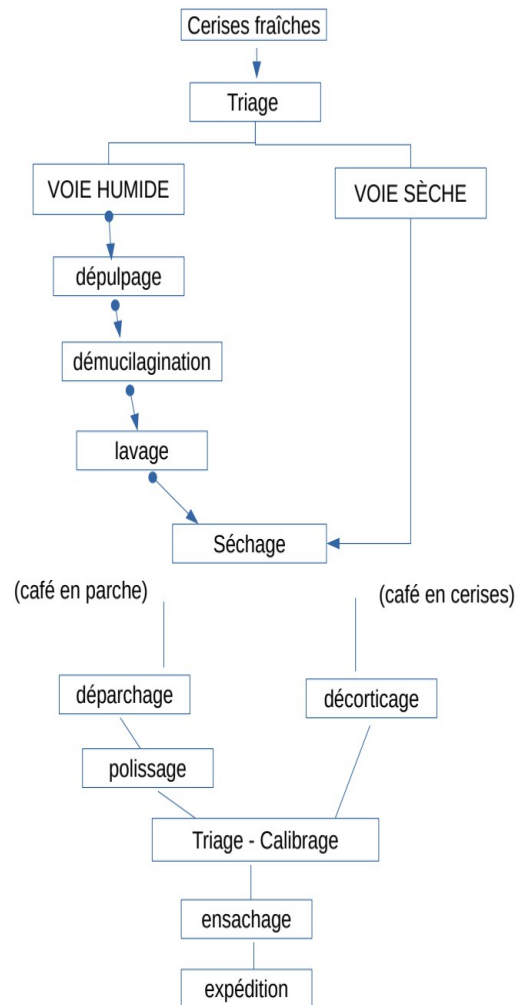 Cerises fraîches
Triage
VOIE HUMIDE
VOIE SÈCHE
dépulpage
démucilagination
lavage
Séchage
(café en parche)
(café en cerises)
déparchage
décorticage
polissage
Triage - Calibrage
ensachage
expédition